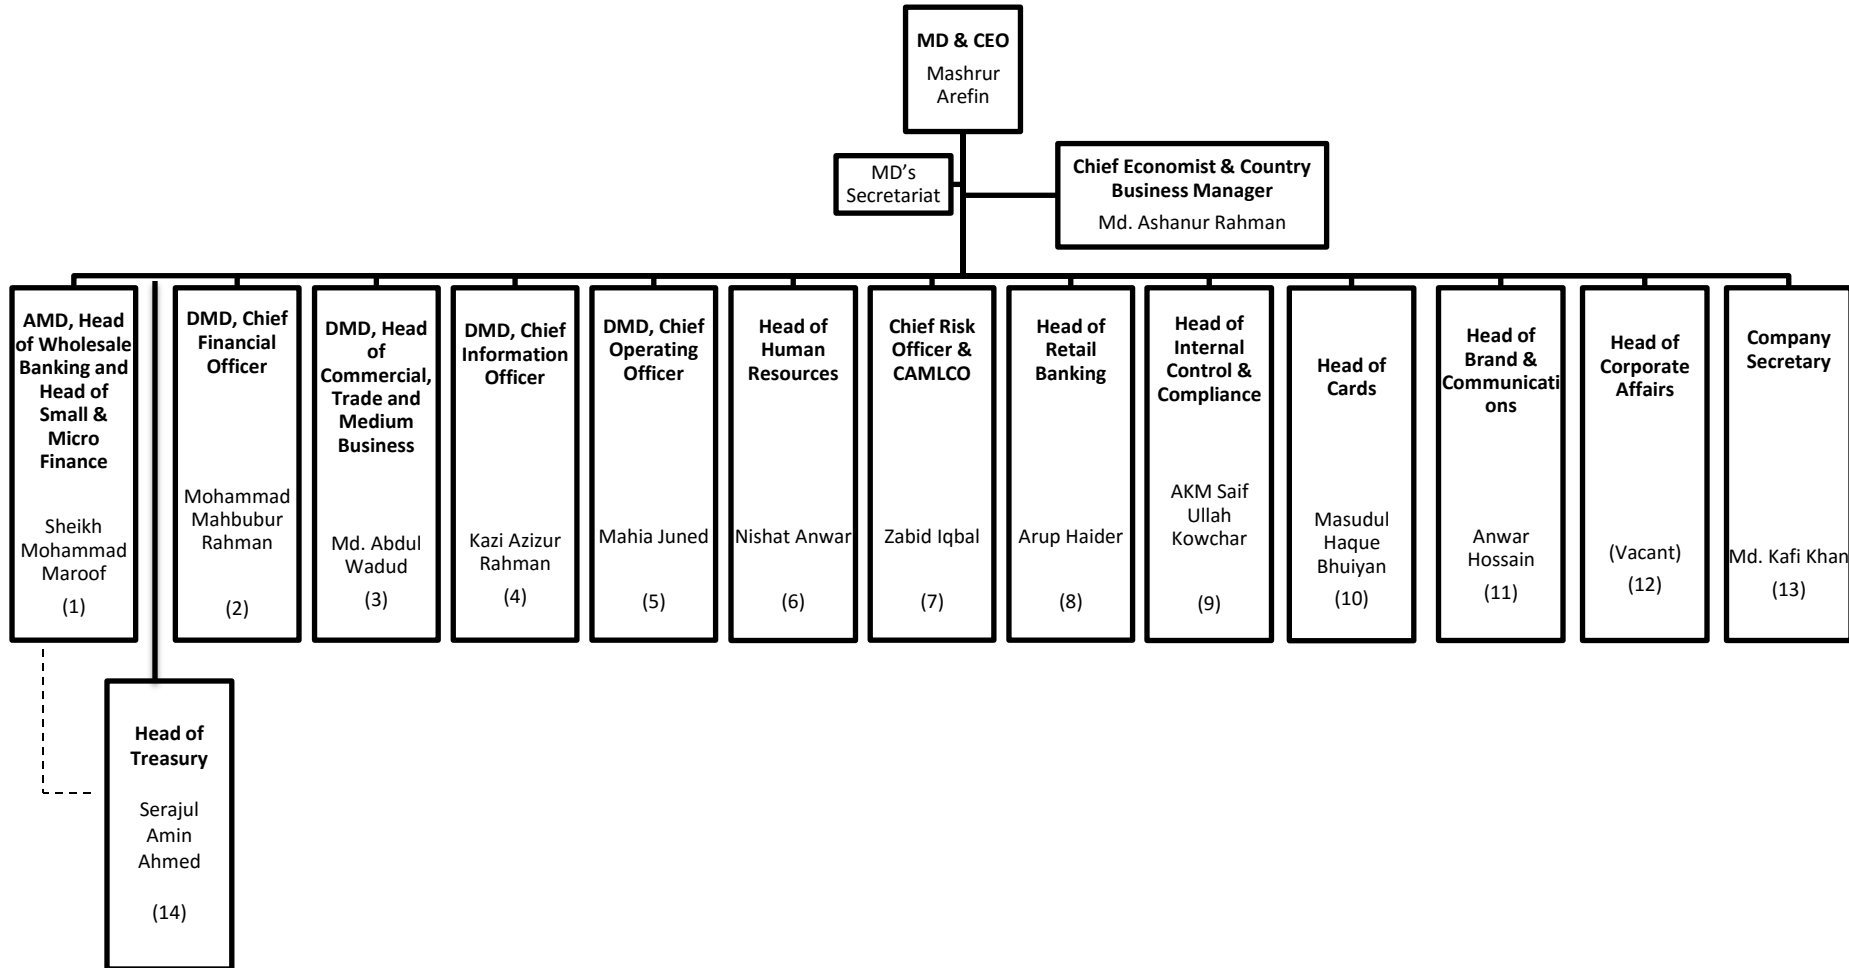 MD & CEO
Mashrur
Arefin
MD’s
Secretariat
Chief Economist & Country
Business Manager
Md. Ashanur Rahman
AMD, Head
of Wholesale
Banking and
Head of
Small &
Micro
Finance
Sheikh
Mohammad
Maroof
(1)
DMD, Chief
Financial
Officer
Mohammad
Mahbubur
Rahman
(2)
DMD, Head
of
Commercial,
Trade and
Medium
Business
Md. Abdul
Wadud
(3)
DMD, Chief
Information
Officer
Kazi Azizur
Rahman
(4)
DMD, Chief
Operating
Officer
Mahia Juned
(5)
Head of
Human
Resources
Nishat Anwar
(6)
Chief Risk
Officer &
CAMLCO
Zabid Iqbal
(7)
Head of
Retail
Banking
Arup Haider
(8)
Head of
Internal
Control &
Compliance
AKM Saif
Ullah
Kowchar
(9)
Head of
Cards
Masudul
Haque
Bhuiyan
(10)
Head of
Brand &
Communicati
ons
Anwar
Hossain
(11)
Head of
Corporate
Affairs
(Vacant)
(12)
Company
Secretary
Md. Kafi Khan
(13)
Head of
Treasury
Serajul
Amin
Ahmed
(14)